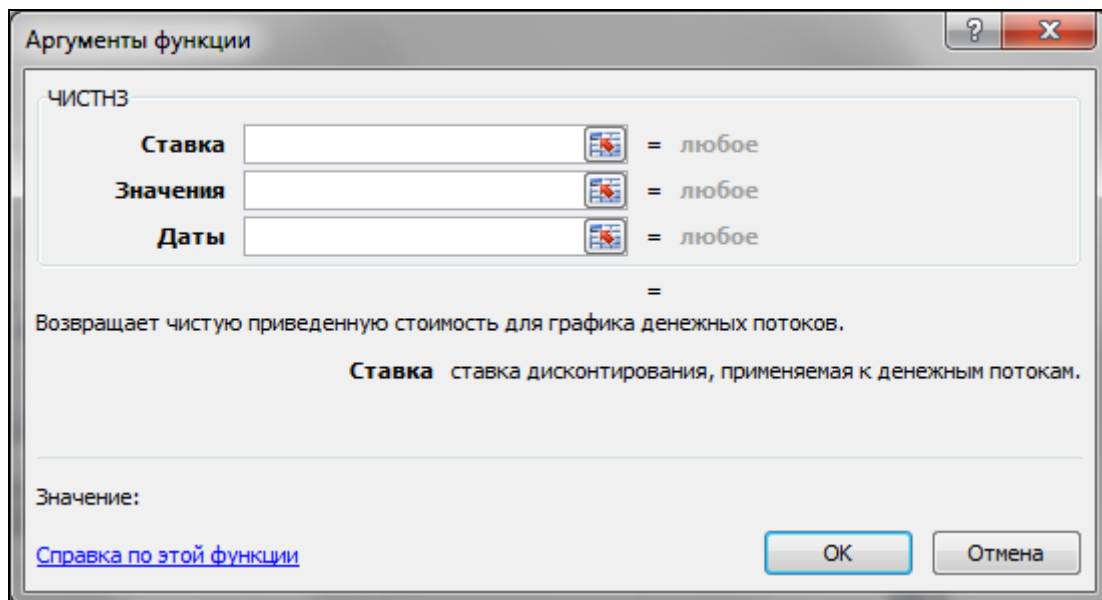 Аргументы функции
ЧИСТНЗ
Ставка = любое
Значения = любое
Даты = любое
=
Возвращает чистую приведенную стоимость для графика денежных потоков.
Ставка ставка дисконтирования, применяемая к денежным потокам.
Значение:
Справка по этой функции
ОК
Отмена